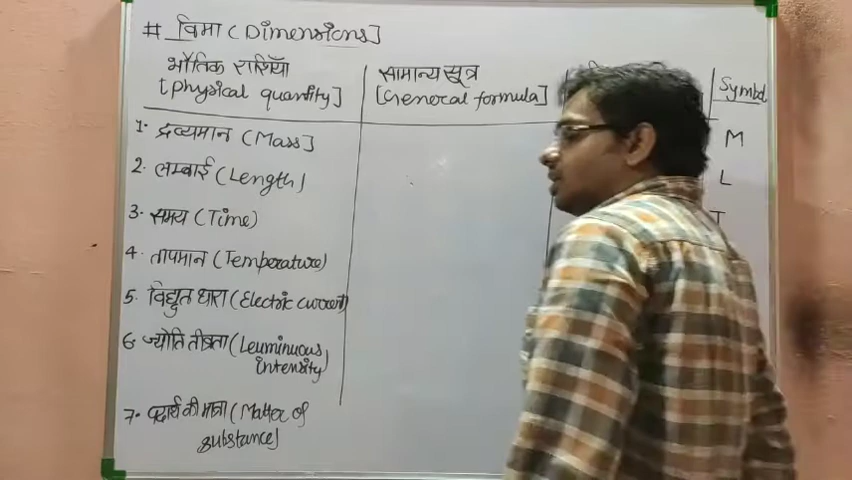 # विमा (Dimensions]
भौतिक राशियाँ
[Physical quantity]
सामान्य सूत्र
[General formula]
Symbol
1. द्रव्यमान (Mass]
M
2. लम्बाई (Length)
L
3. समय (Time)
T
4. तापमान (Temperature)
5. विद्युत धारा (Electric current)
6. ज्योति तीव्रता (Leuminuous
intensity)
7. पदार्थ की मात्रा (Matter of
substance]